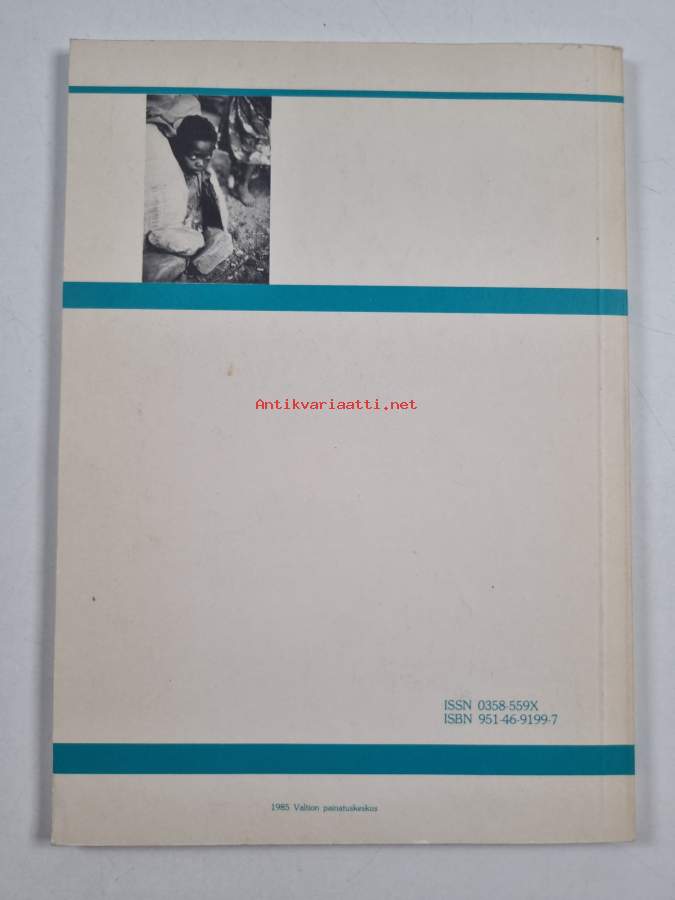 Antikvariaatti.net
ISSN 0358-559X
ISBN 951-46-9199-7
1985 Valtion painatuskeskus